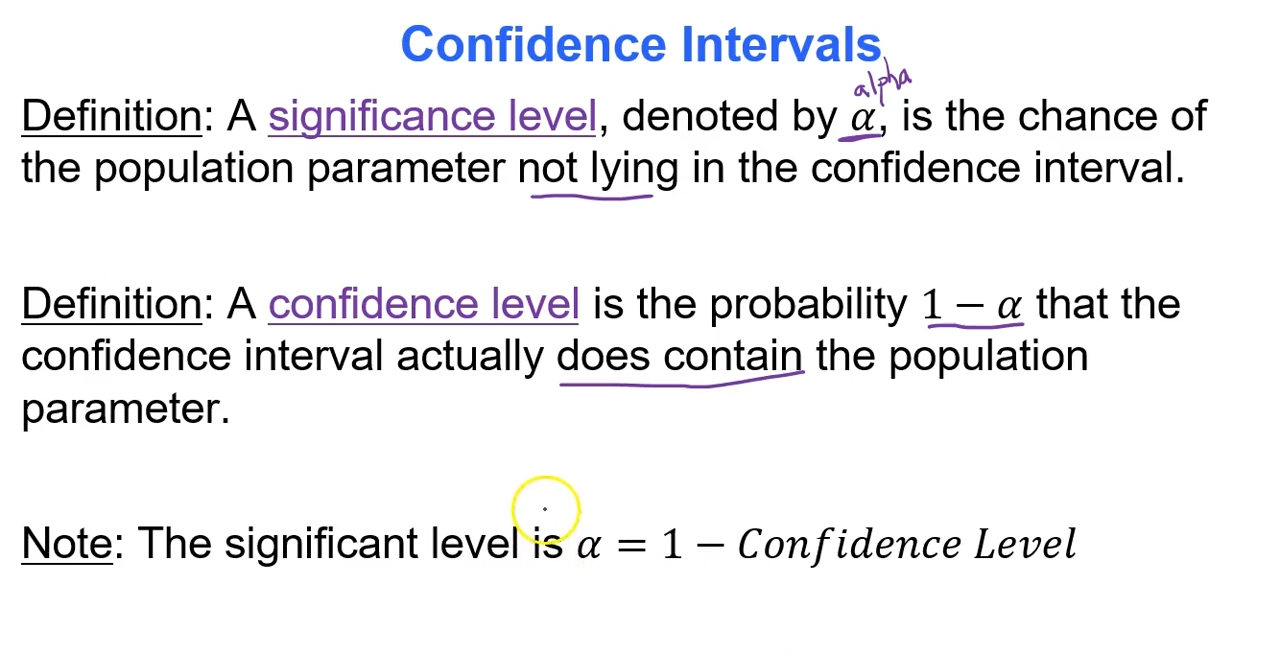 Confidence Intervals
alpha
Definition: A significance level, denoted by α, is the chance of
the population parameter not lying in the confidence interval.
Definition: A confidence level is the probability 1 − α that the
confidence interval actually does contain the population
parameter.
Note: The significant level is α = 1 − Confidence Level